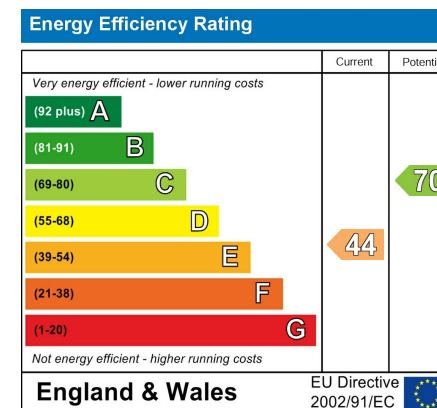 Energy Efficiency Rating
Current Potenti
Very energy efficient - lower running costs
(92 plus) A
(81-91) B
(69-80) C
70
(55-68) D
44
(39-54) E
(21-38) F
(1-20) G
Not energy efficient - higher running costs
England & Wales
EU Directive
2002/91/EC